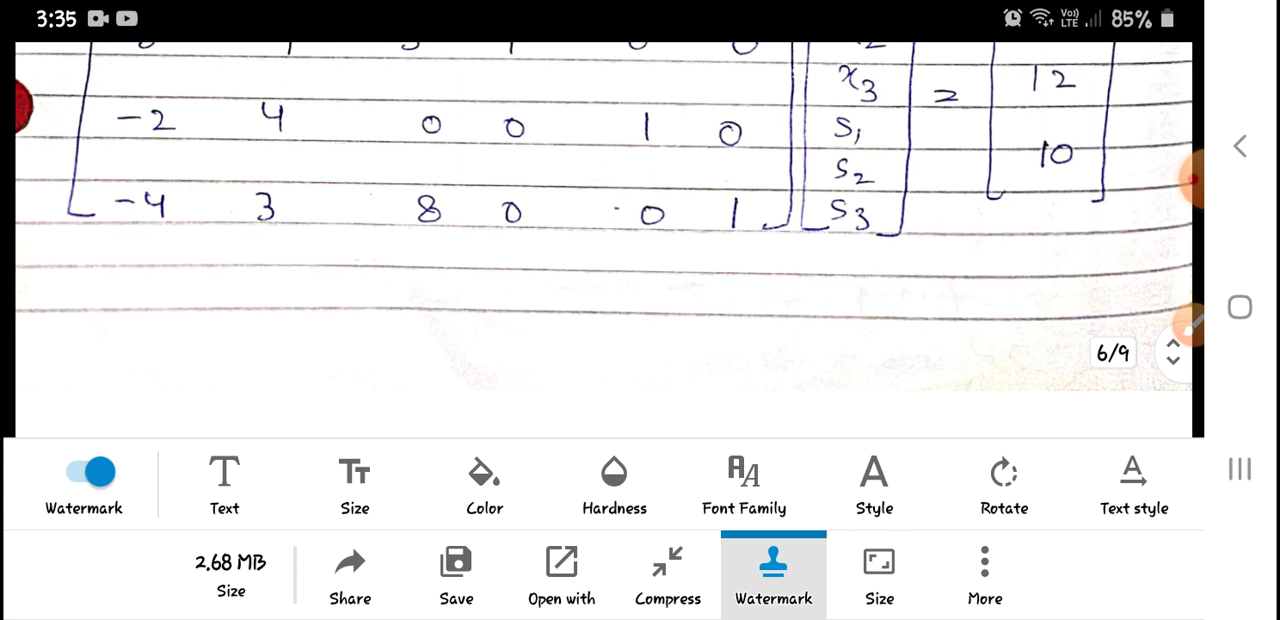 3:35 Vo)) LTE 85%
x3 = 12
-2 4 0 0 1 0 s1 10
s2
-4 3 8 0 0 1 s3
6/9
Watermark Text Size Color Hardness Font Family Style Rotate Text style
2.68 MB Size Share Save Open with Compress Watermark Size More